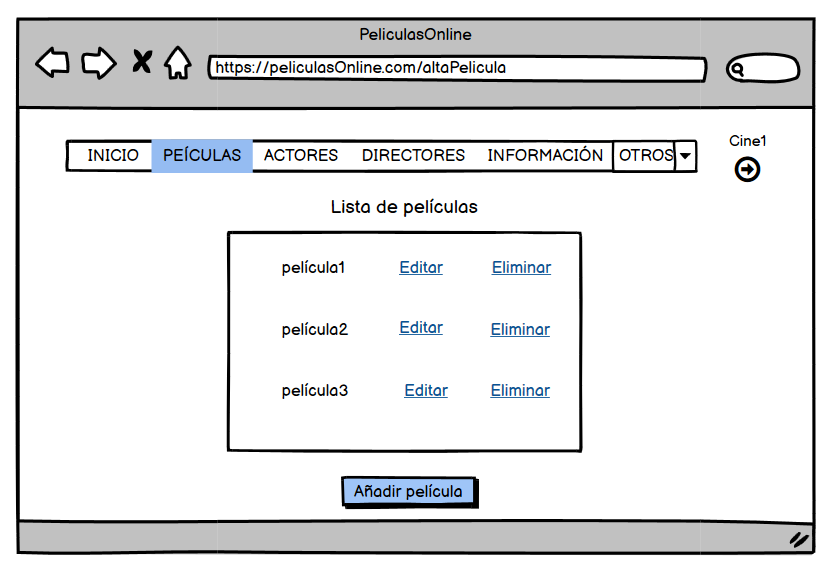 PeliculasOnline
https://peliculasOnline.com/altaPelicula
INICIO PEÍCULAS ACTORES DIRECTORES INFORMACIÓN OTROS
Cine1
Lista de películas
película1 Editar Eliminar
película2 Editar Eliminar
película3 Editar Eliminar
Añadir película